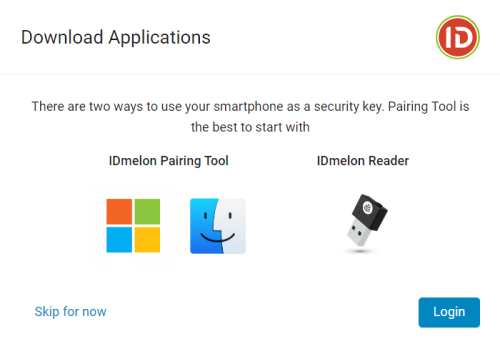 Download Applications
ID
There are two ways to use your smartphone as a security key. Pairing Tool is
the best to start with
IDmelon Pairing Tool
IDmelon Reader
Skip for now
Login